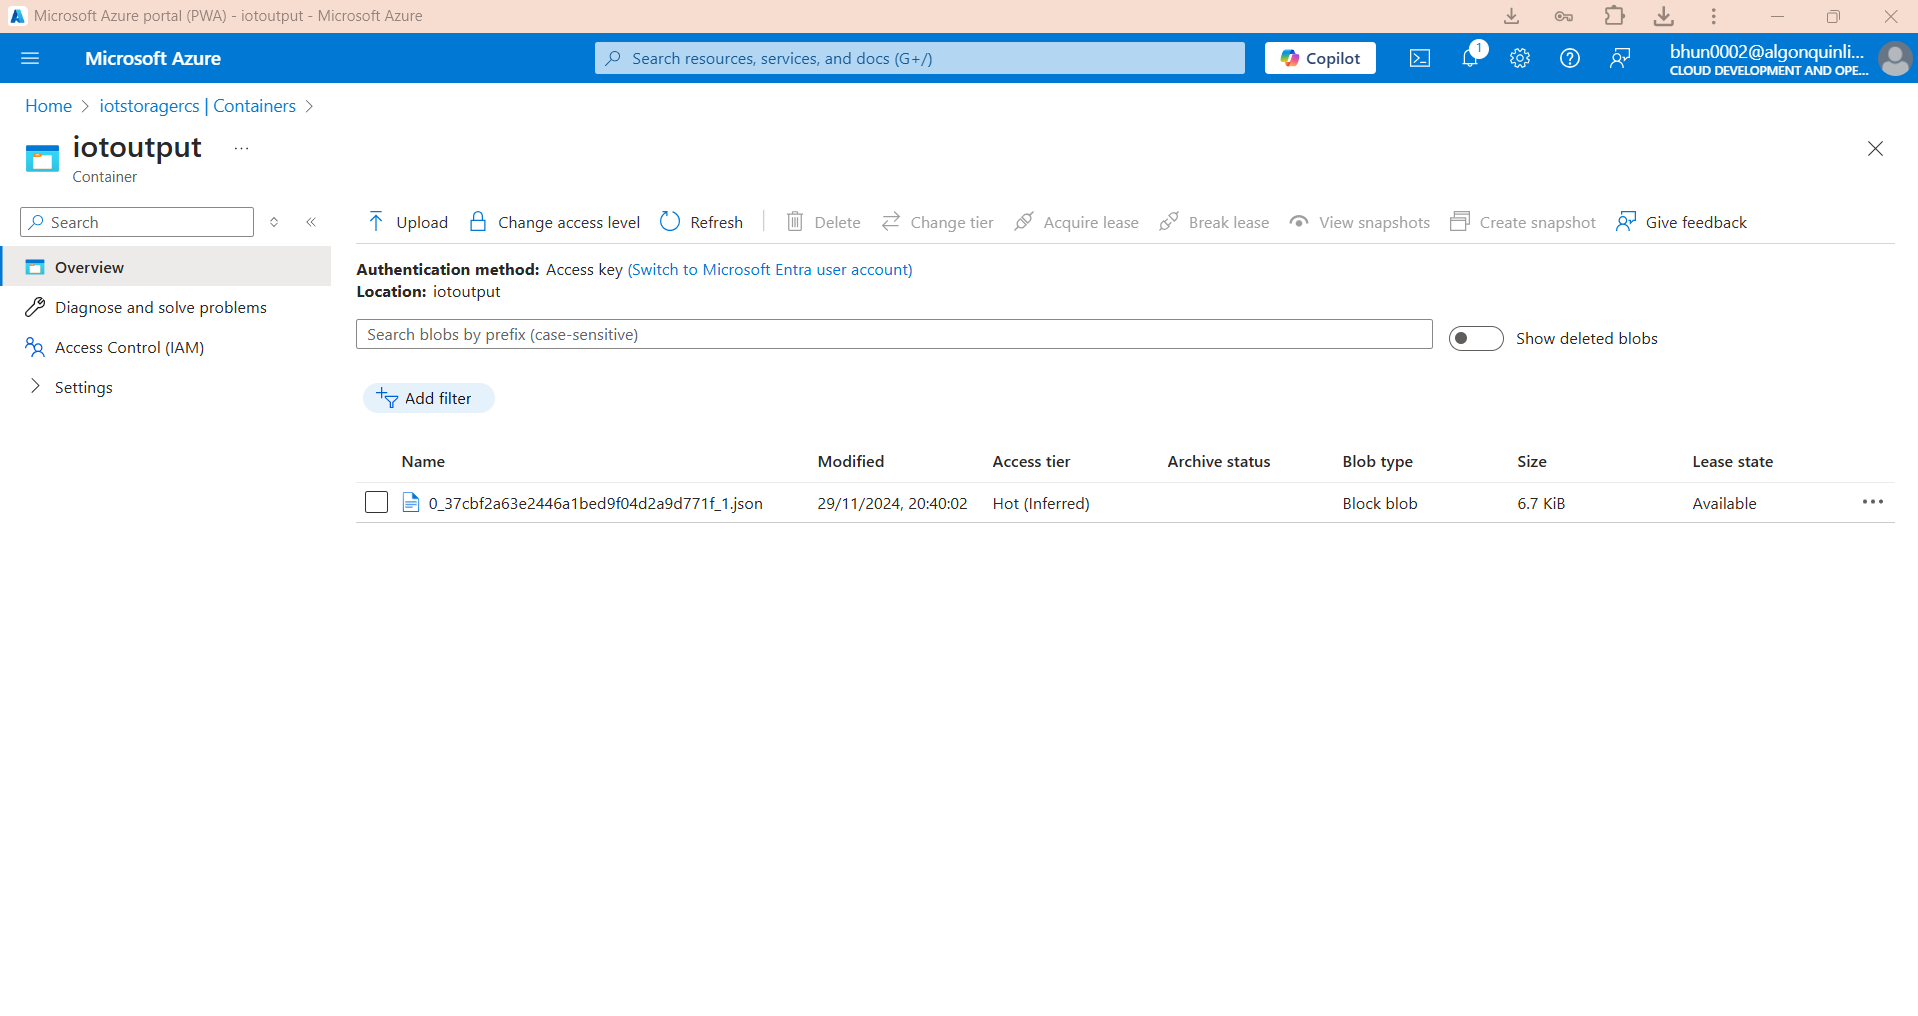 Microsoft Azure portal (PWA) - iotoutput - Microsoft Azure
Microsoft Azure
Search resources, services, and docs (G+/)
Copilot
1
bhun0002@algonquinli...
CLOUD DEVELOPMENT AND OPE...
Home > iotstoragercs | Containers >
iotoutput ...
Container
Search
Overview
Diagnose and solve problems
Access Control (IAM)
Settings
Upload Change access level Refresh Delete Change tier Acquire lease Break lease View snapshots Create snapshot Give feedback
Authentication method: Access key (Switch to Microsoft Entra user account)
Location: iotoutput
Search blobs by prefix (case-sensitive)
Show deleted blobs
Add filter
Name Modified Access tier Archive status Blob type Size Lease state
0_37cbf2a63e2446a1bed9f04d2a9d771f_1.json 29/11/2024, 20:40:02 Hot (Inferred) Block blob 6.7 KiB Available ...